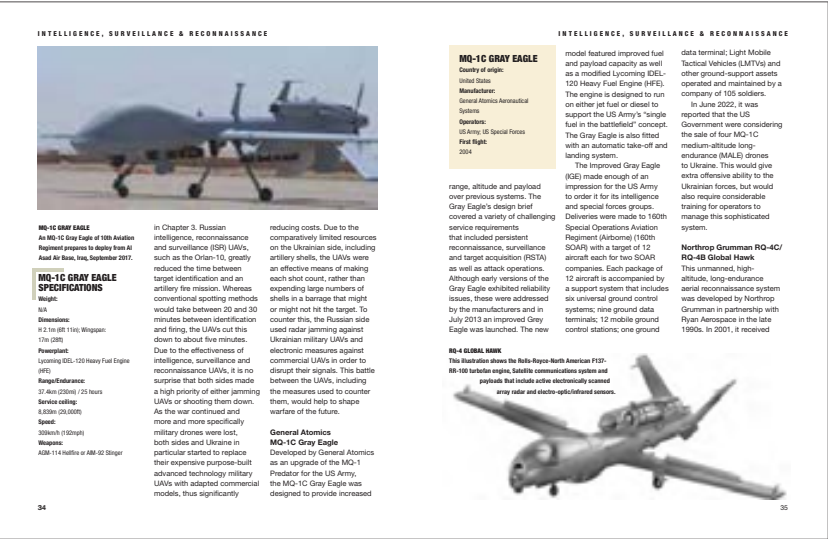 INTELLIGENCE, SURVEILLANCE & RECONNAISSANCE
MQ-1C GRAY EAGLE
An MQ-1C Gray Eagle of 10th Aviation
Regiment prepares to deploy from Al
Asad Air Base, Iraq, September 2017.
MQ-1C GRAY EAGLE
SPECIFICATIONS
Weight:
N/A
Dimensions:
H 2.1m (6ft 11in); Wingspan:
17m (28ft)
Powerplant:
Lycoming IDEL-120 Heavy Fuel Engine
(HFE)
Range/Endurance:
37.4km (230mi) / 25 hours
Service ceiling:
8,839m (29,000ft)
Speed:
309km/h (192mph)
Weapons:
AGM-114 Hellfire or AIM-92 Stinger
in Chapter 3. Russian
intelligence, reconnaissance
and surveillance (ISR) UAVs,
such as the Orlan-10, greatly
reduced the time between
target identification and an
artillery fire mission. Whereas
conventional spotting methods
would take between 20 and 30
minutes between identification
and firing, the UAVs cut this
down to about five minutes.
Due to the effectiveness of
intelligence, surveillance and
reconnaissance UAVs, it is no
surprise that both sides made
a high priority of either jamming
UAVs or shooting them down.
As the war continued and
more and more specifically
military drones were lost,
both sides and Ukraine in
particular started to replace
their expensive purpose-built
advanced technology military
UAVs with adapted commercial
models, thus significantly
reducing costs. Due to the
comparatively limited resources
on the Ukrainian side, including
artillery shells, the UAVs were
an effective means of making
each shot count, rather than
expending large numbers of
shells in a barrage that might
or might not hit the target. To
counter this, the Russian side
used radar jamming against
Ukrainian military UAVs and
electronic measures against
commercial UAVs in order to
disrupt their signals. This battle
between the UAVs, including
the measures used to counter
them, would help to shape
warfare of the future.
General Atomics
MQ-1C Gray Eagle
Developed by General Atomics
as an upgrade of the MQ-1
Predator for the US Army,
the MQ-1C Gray Eagle was
designed to provide increased
34
INTELLIGENCE, SURVEILLANCE & RECONNAISSANCE
MQ-1C GRAY EAGLE
Country of origin:
United States
Manufacturer:
General Atomics Aeronautical
Systems
Operators:
US Army; US Special Forces
First flight:
2004
range, altitude and payload
over previous systems. The
Gray Eagle's design brief
covered a variety of challenging
service requirements
that included persistent
reconnaissance, surveillance
and target acquisition (RSTA)
as well as attack operations.
Although early versions of the
Gray Eagle exhibited reliability
issues, these were addressed
by the manufacturers and in
July 2013 an improved Grey
Eagle was launched. The new
model featured improved fuel
and payload capacity as well
as a modified Lycoming IDEL-
120 Heavy Fuel Engine (HFE).
The engine is designed to run
on either jet fuel or diesel to
support the US Army's "single
fuel in the battlefield" concept.
The Gray Eagle is also fitted
with an automatic take-off and
landing system.
The Improved Gray Eagle
(IGE) made enough of an
impression for the US Army
to order it for its intelligence
and special forces groups.
Deliveries were made to 160th
Special Operations Aviation
Regiment (Airborne) (160th
SOAR) with a target of 12
aircraft each for two SOAR
companies. Each package of
12 aircraft is accompanied by
a support system that includes
six universal ground control
systems; nine ground data
terminals; 12 mobile ground
control stations; one ground
data terminal; Light Mobile
Tactical Vehicles (LMTVs) and
other ground-support assets
operated and maintained by a
company of 105 soldiers.
In June 2022, it was
reported that the US
Government were considering
the sale of four MQ-1C
medium-altitude long-
endurance (MALE) drones
to Ukraine. This would give
extra offensive ability to the
Ukrainian forces, but would
also require considerable
training for operators to
manage this sophisticated
system.
Northrop Grumman RQ-4C/
RQ-4B Global Hawk
This unmanned, high-
altitude, long-endurance
aerial reconnaissance system
was developed by Northrop
Grumman in partnership with
Ryan Aerospace in the late
1990s. In 2001, it received
RQ-4 GLOBAL HAWK
This illustration shows the Rolls-Royce-North American F137-
RR-100 turbofan engine, Satellite communications system and
payloads that include active electronically scanned
array radar and electro-optic/infrared sensors.
35